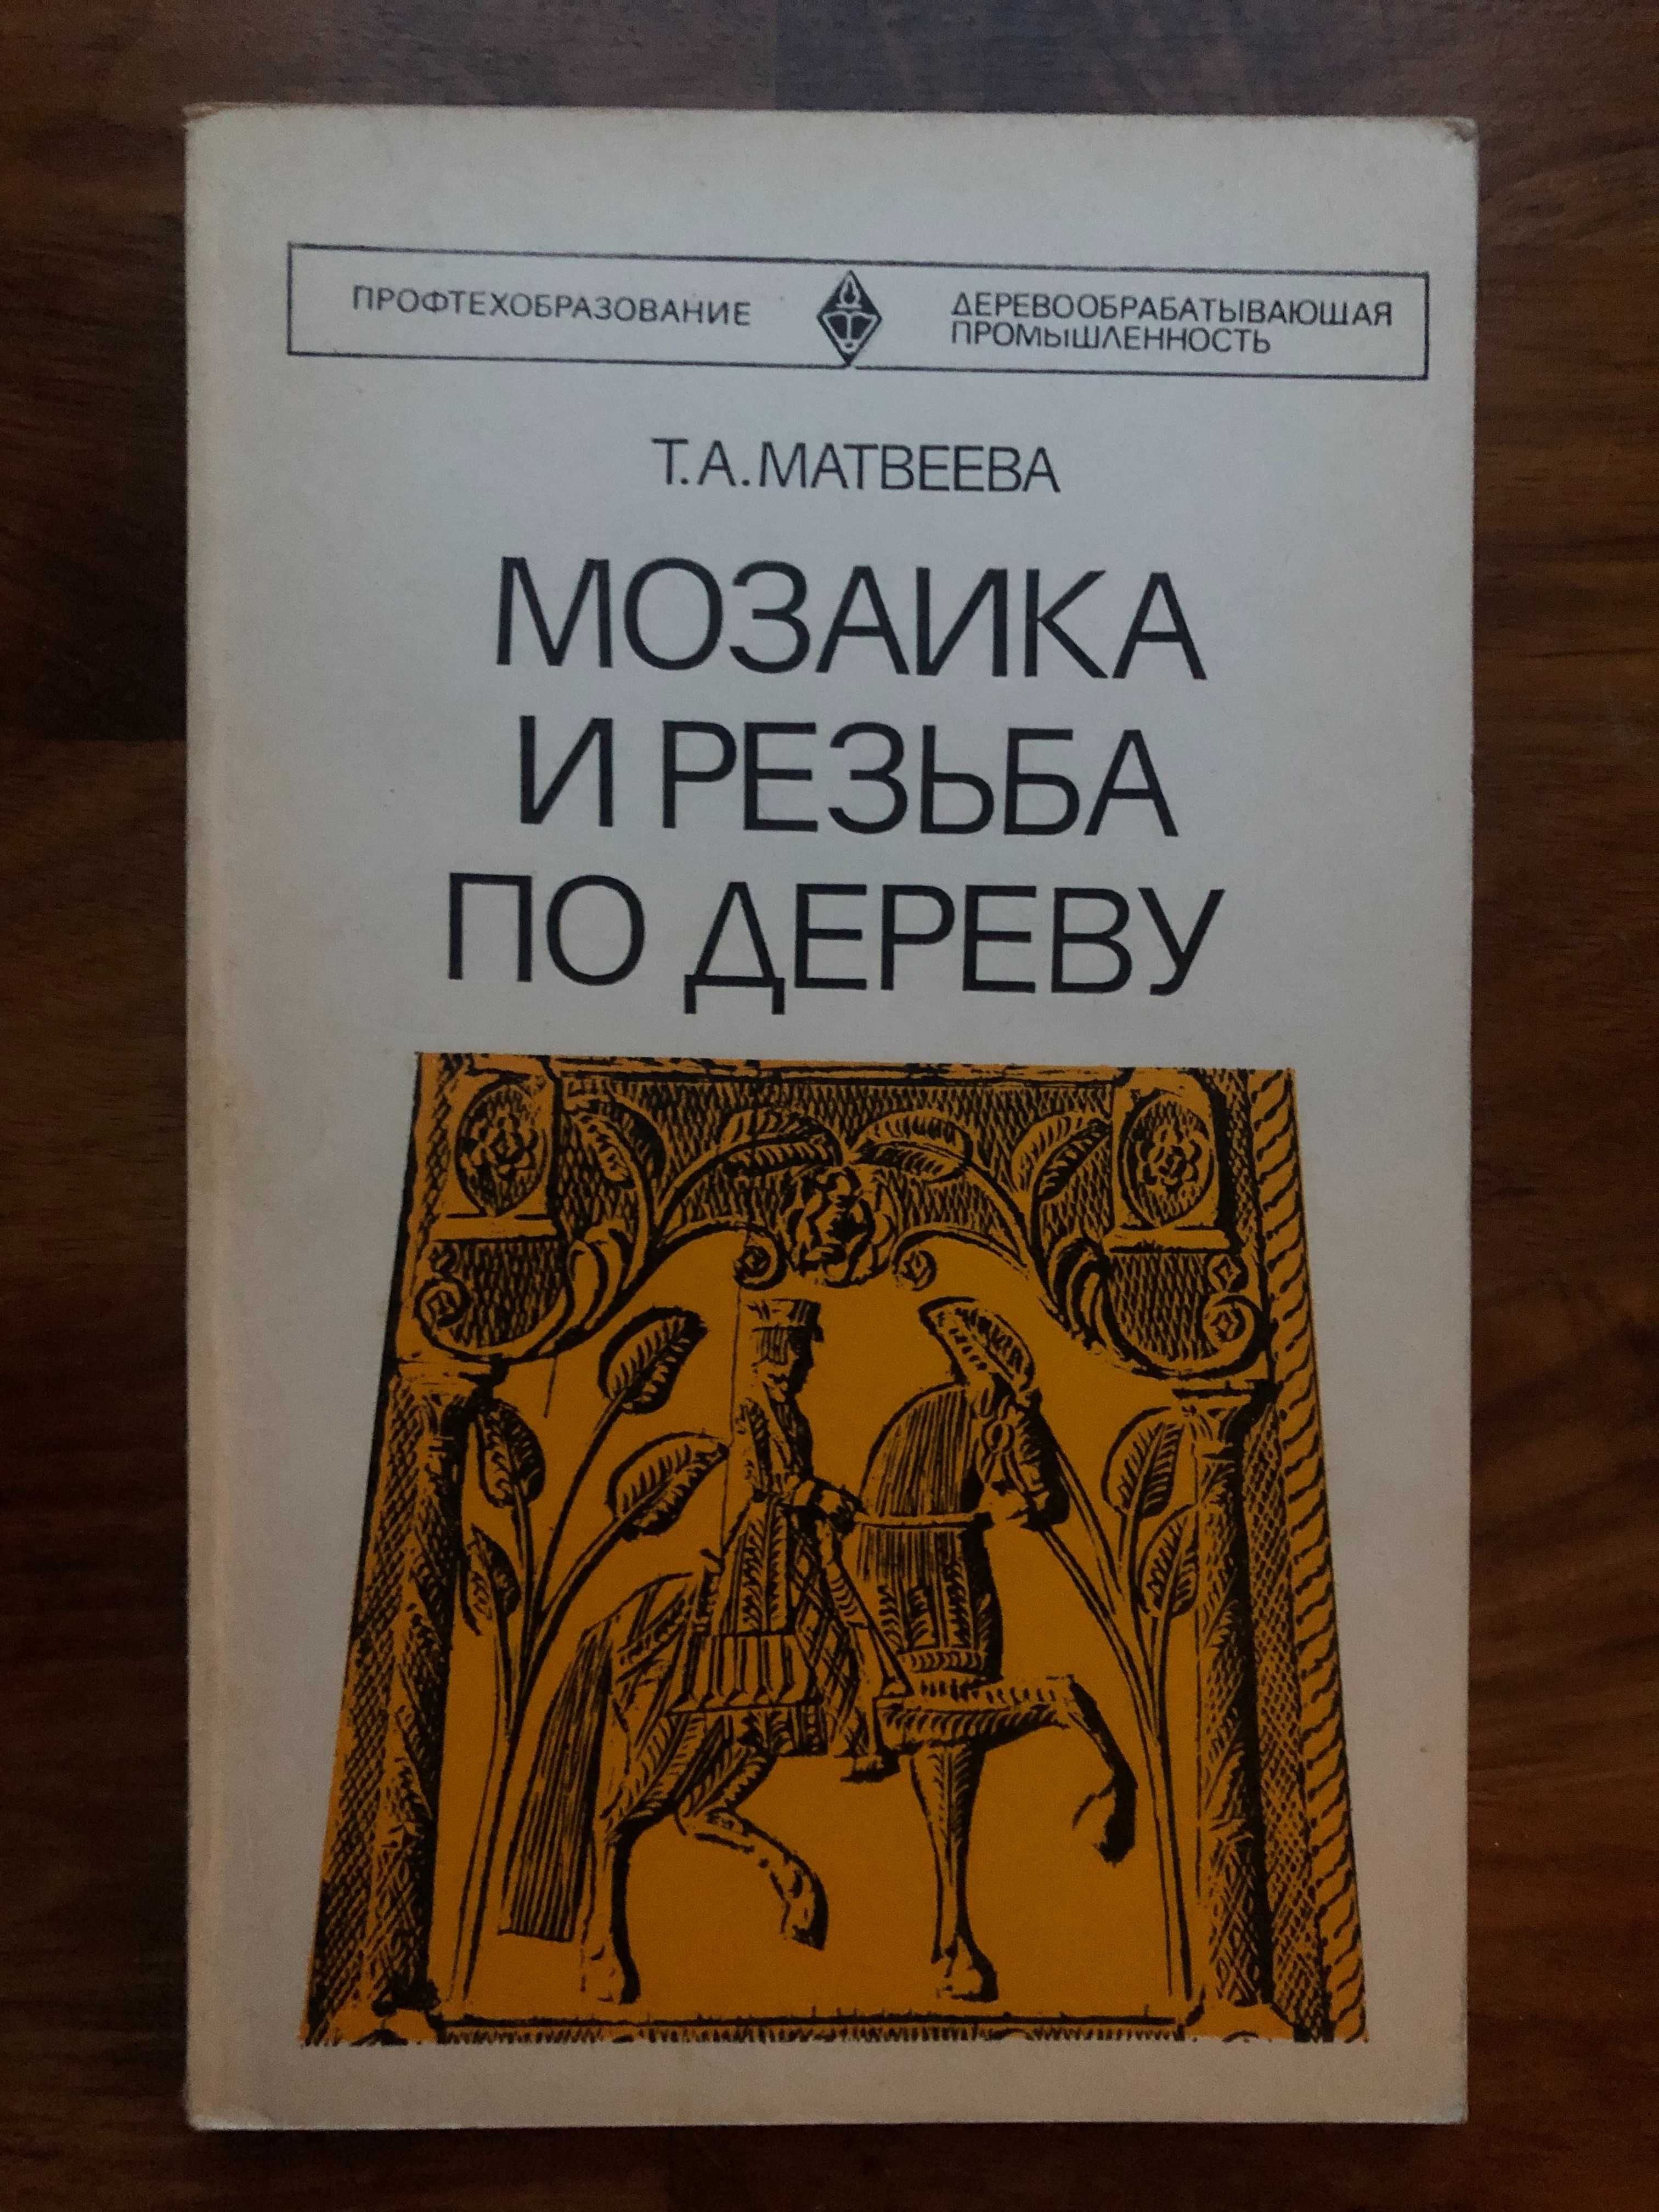 ПРОФТЕХОБРАЗОВАНИЕ
ДЕРЕВООБРАБАТЫВАЮЩАЯ
ПРОМЫШЛЕННОСТЬ
Т.А.МАТВЕЕВА
МОЗАИКА
И РЕЗЬБА
ПО ДЕРЕВУ